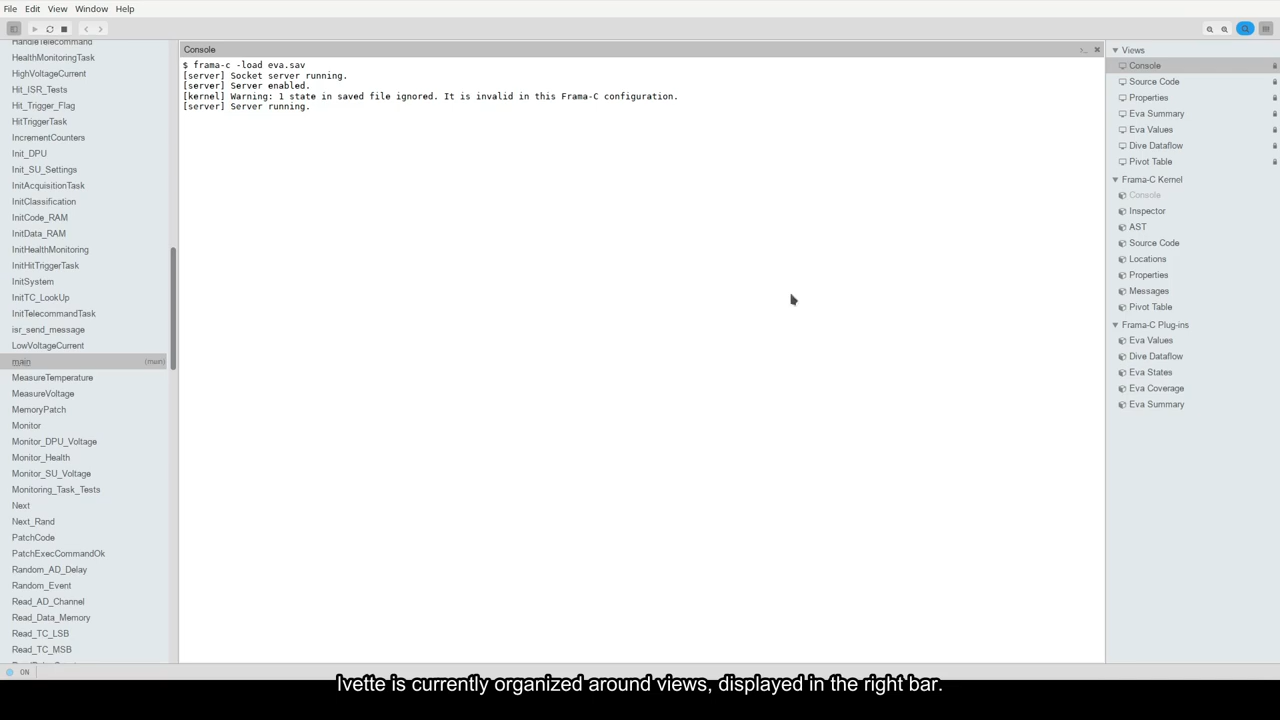 File Edit View Window Help
HandleTelecommand
HealthMonitoringTask
HighVoltageCurrent
Hit_ISR_Tests
Hit_Trigger_Flag
HitTriggerTask
IncrementCounters
Init_DPU
Init_SU_Settings
InitAcquisitionTask
InitClassification
InitCode_RAM
InitData_RAM
InitHealthMonitoring
InitHitTriggerTask
InitSystem
InitTC_LookUp
InitTelecommandTask
isr_send_message
LowVoltageCurrent
main (main)
MeasureTemperature
MeasureVoltage
MemoryPatch
Monitor
Monitor_DPU_Voltage
Monitor_Health
Monitor_SU_Voltage
Monitoring_Task_Tests
Next
Next_Rand
PatchCode
PatchExecCommandOk
Random_AD_Delay
Random_Event
Read_AD_Channel
Read_Data_Memory
Read_TC_LSB
Read_TC_MSB
ON
Console
$ frama-c -load eva.sav
[server] Socket server running.
[server] Server enabled.
[kernel] Warning: 1 state in saved file ignored. It is invalid in this Frama-C configuration.
[server] Server running.
Views
Console
Source Code
Properties
Eva Summary
Eva Values
Dive Dataflow
Pivot Table
Frama-C Kernel
Console
Inspector
AST
Source Code
Locations
Properties
Messages
Pivot Table
Frama-C Plug-ins
Eva Values
Dive Dataflow
Eva States
Eva Coverage
Eva Summary
Ivette is currently organized around views, displayed in the right bar.